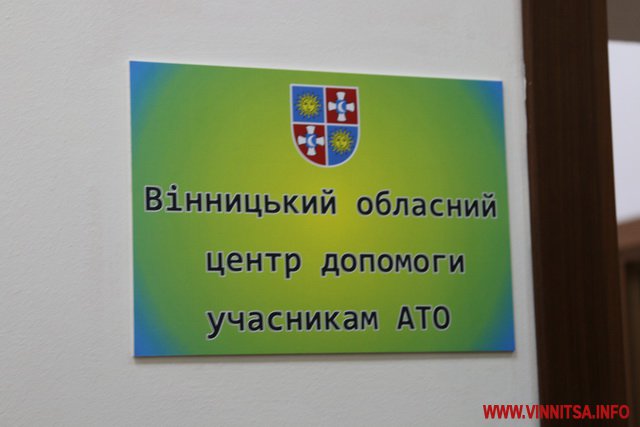 Вінницький обласний
центр допомоги
учасникам АТО
WWW.VINNITSA.INFO